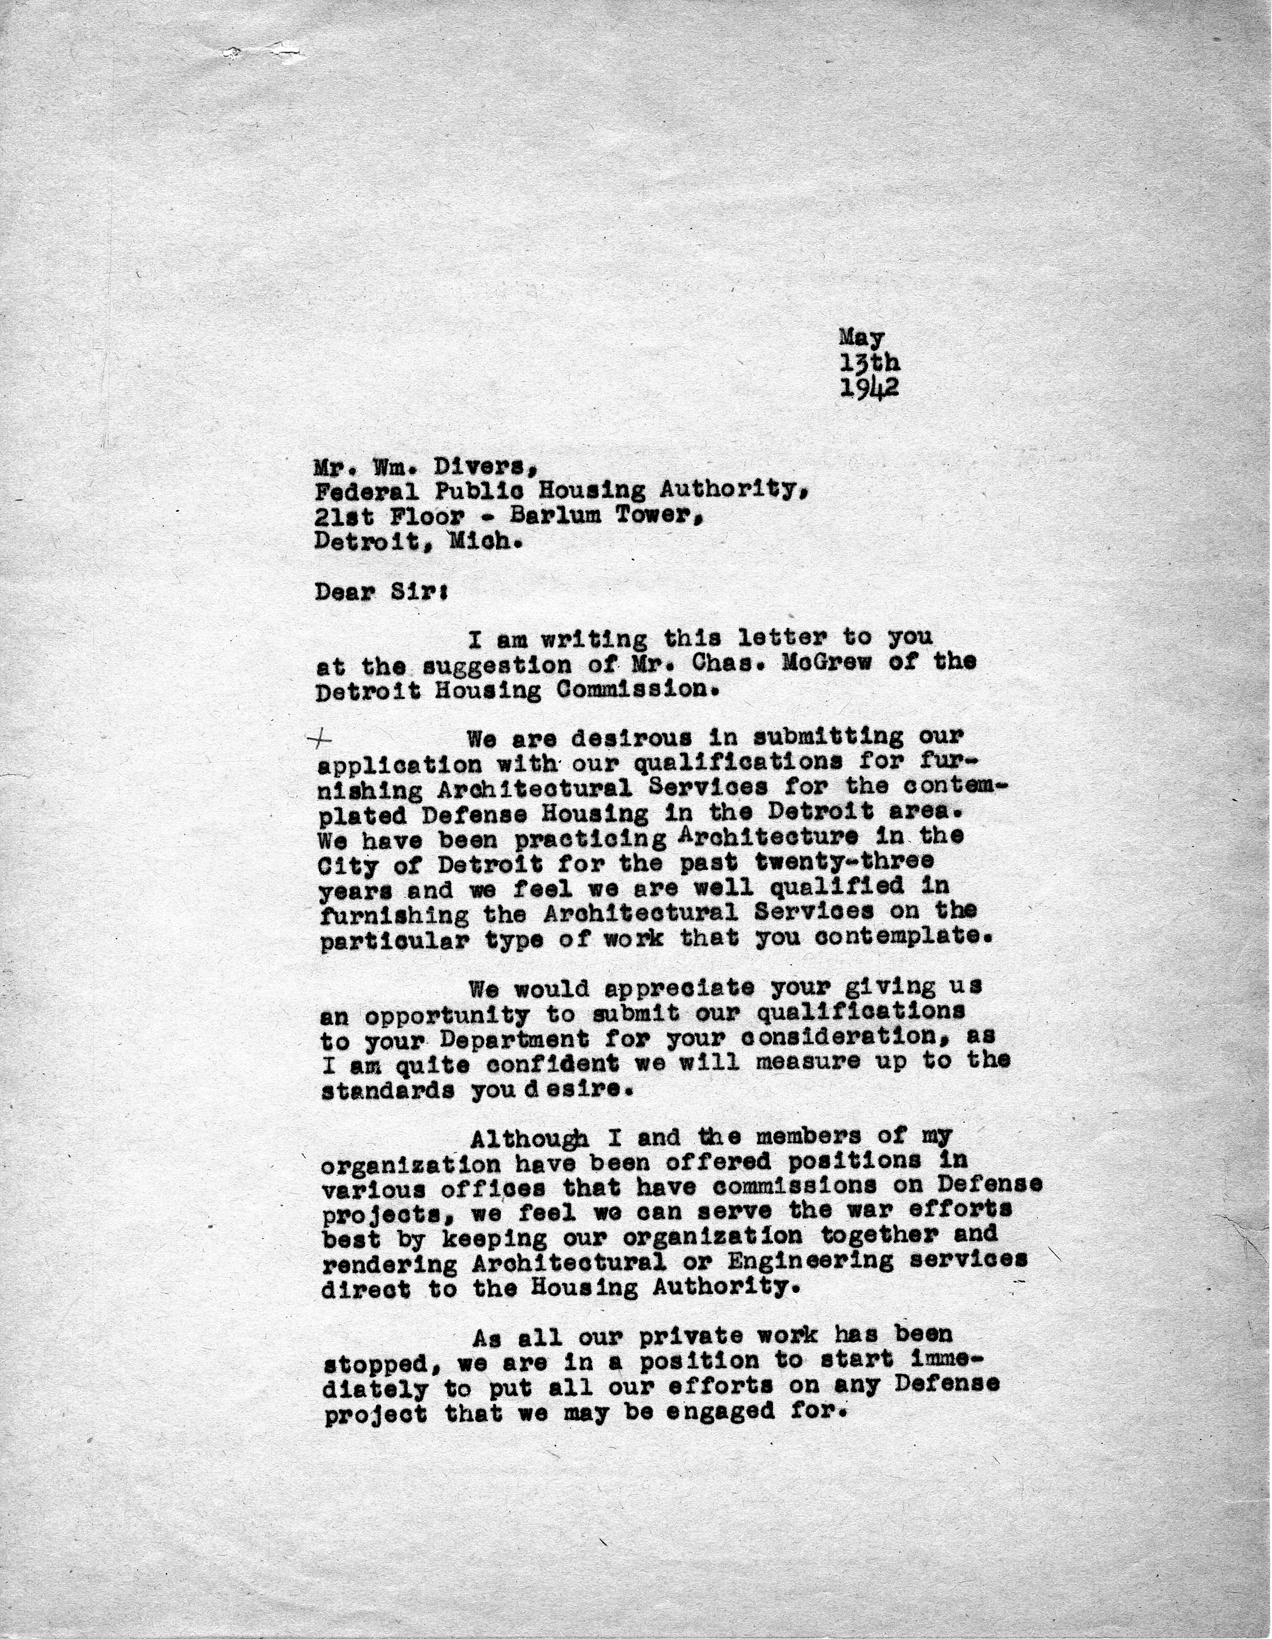 May
13th
1942
Mr. Wm. Divers,
Federal Public Housing Authority,
21st Floor - Barlum Tower,
Detroit, Mich.
Dear Sir:
I am writing this letter to you
at the suggestion of Mr. Chas. McGrew of the
Detroit Housing Commission.
+ We are desirous in submitting our
application with our qualifications for fur-
nishing Architectural Services for the contem-
plated Defense Housing in the Detroit area.
We have been practicing Architecture in the
City of Detroit for the past twenty-three
years and we feel we are well qualified in
furnishing the Architectural Services on the
particular type of work that you contemplate.
We would appreciate your giving us
an opportunity to submit our qualifications
to your Department for your consideration, as
I am quite confident we will measure up to the
standards you d esire.
Although I and the members of my
organization have been offered positions in
various offices that have commissions on Defense
projects, we feel we can serve the war efforts
best by keeping our organization together and
rendering Architectural or Engineering services
direct to the Housing Authority.
As all our private work has been
stopped, we are in a position to start imme-
diately to put all our efforts on any Defense
project that we may be engaged for.